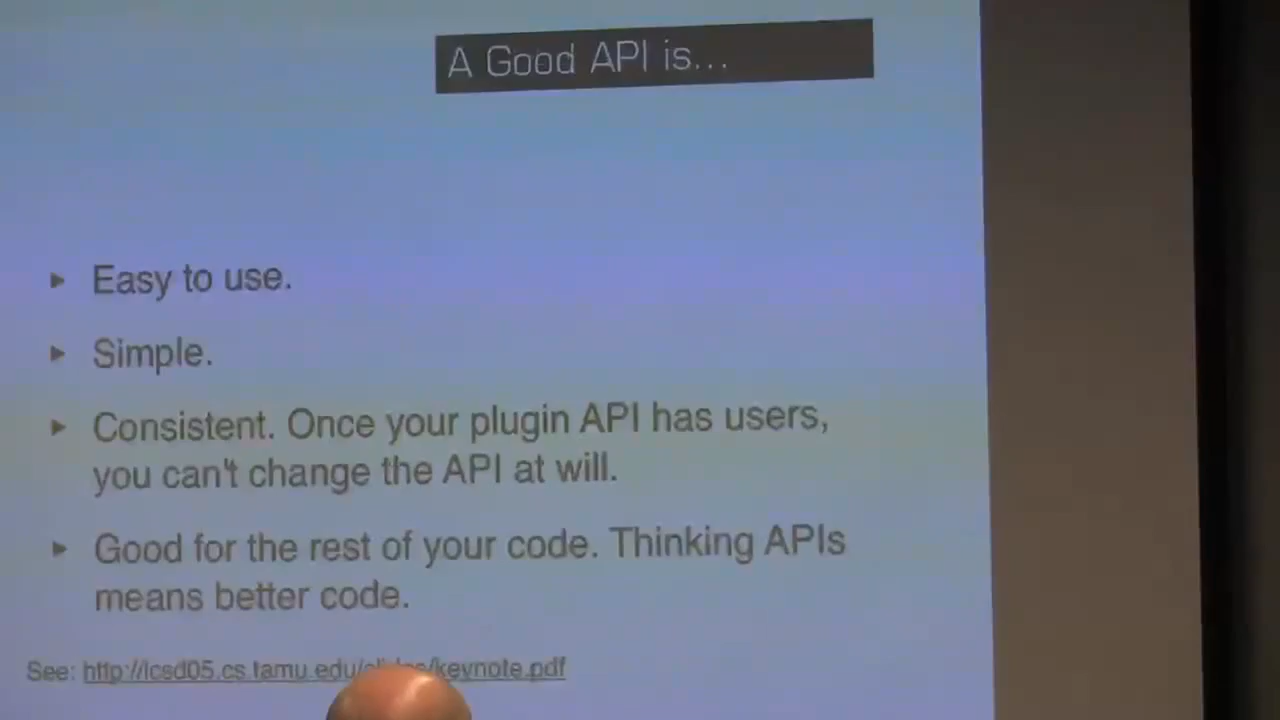 A Good API is...
Easy to use.
Simple.
Consistent. Once your plugin API has users,
you can't change the API at will.
Good for the rest of your code. Thinking APIs
means better code.
See: http://lcsd05.cs.tamu.edu/slides/keynote.pdf